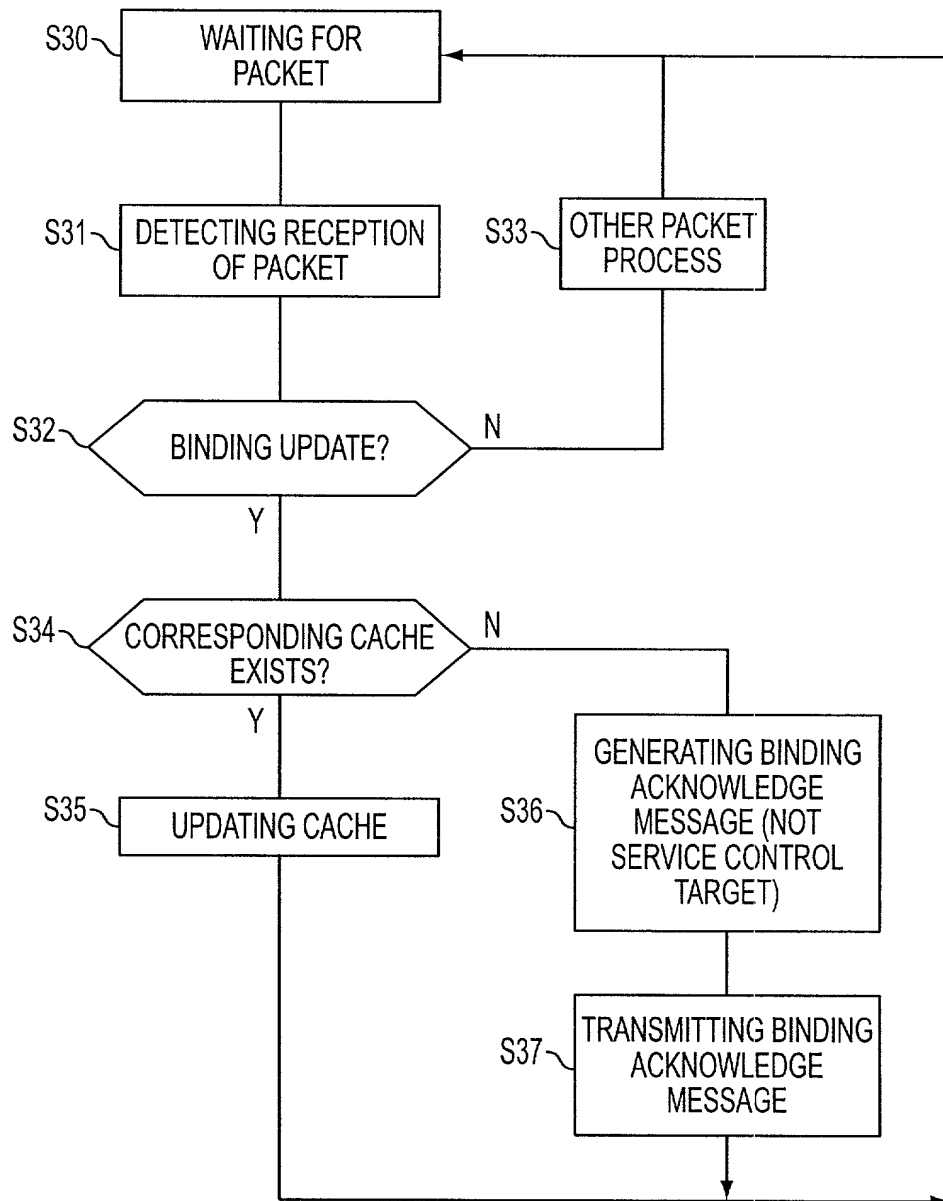 S30
WAITING FOR
PACKET
S31
DETECTING RECEPTION
OF PACKET
S33
OTHER PACKET
PROCESS
S32
BINDING UPDATE?
N
Y
S34
CORRESPONDING CACHE
EXISTS?
N
Y
S35
UPDATING CACHE
S36
GENERATING BINDING
ACKNOWLEDGE
MESSAGE (NOT
SERVICE CONTROL
TARGET)
S37
TRANSMITTING BINDING
ACKNOWLEDGE
MESSAGE